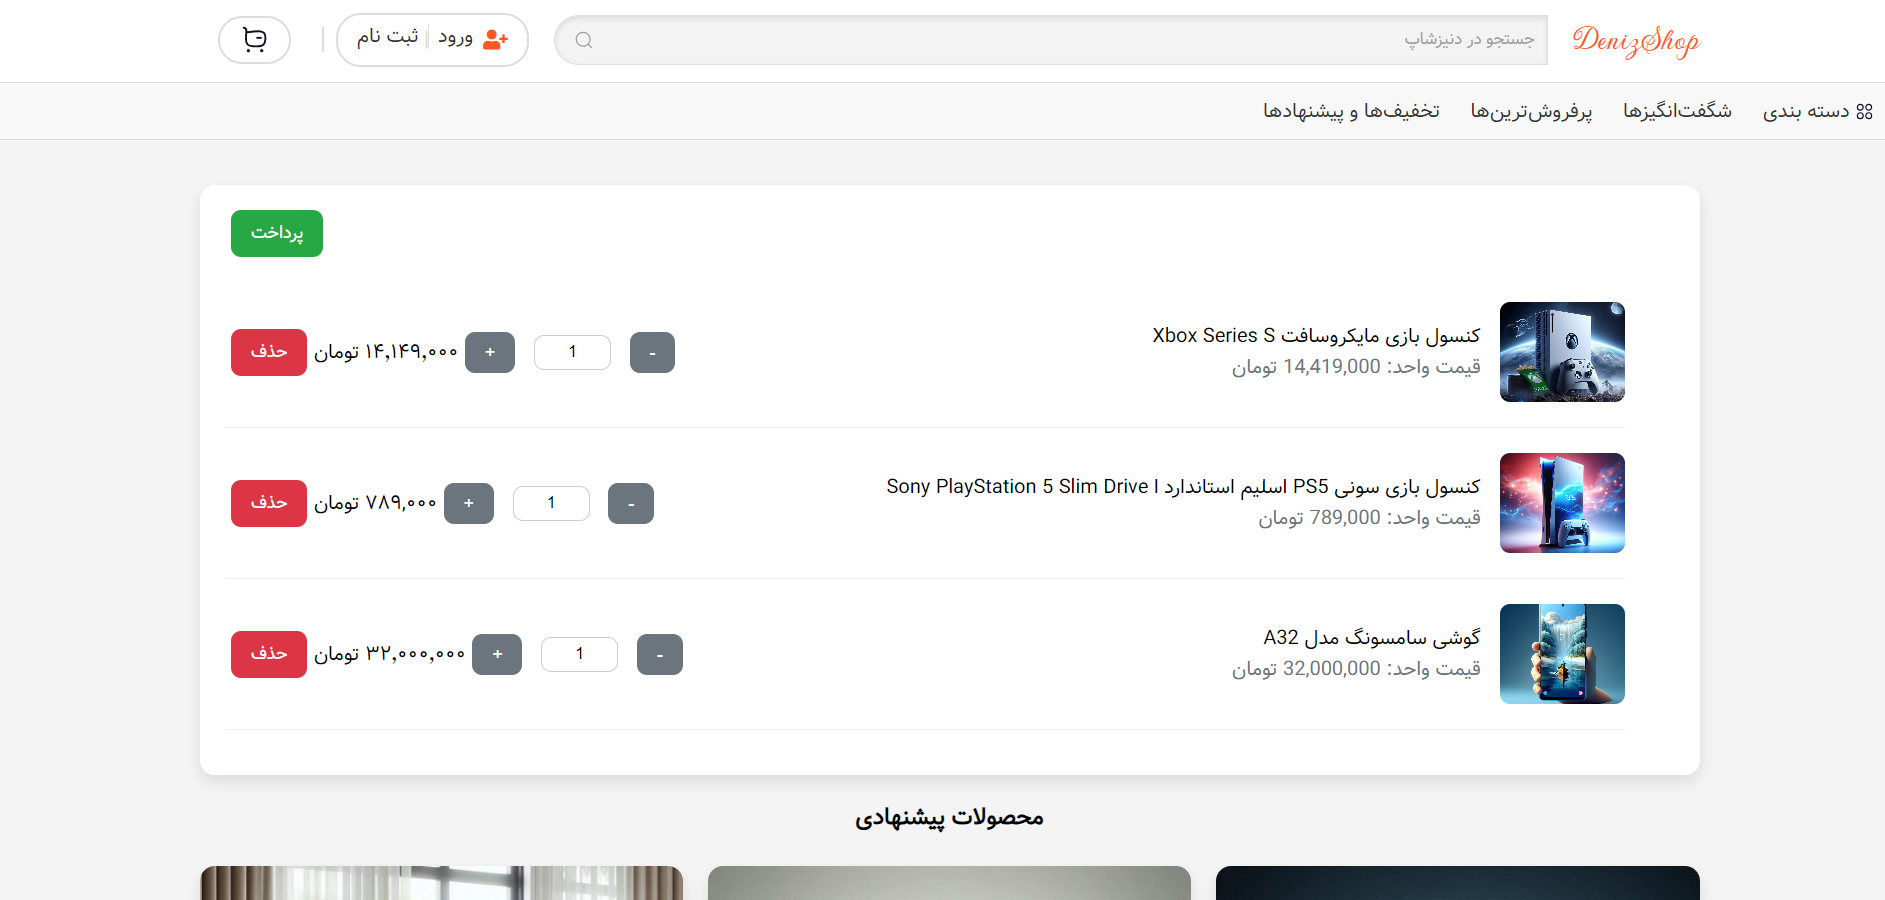 DenizShop
جستجو در دنیزشاپ
ورود
ثبت نام
دسته بندی
شگفت‌انگیزها
پرفروش‌ترین‌ها
تخفیف‌ها و پیشنهادها
پرداخت
کنسول بازی مایکروسافت Xbox Series S
قیمت واحد: 14,419,000 تومان
-
1
+
۱۴,۱۴۹,۰۰۰ تومان
حذف
کنسول بازی سونی PS5 اسلیم استاندارد Sony PlayStation 5 Slim Drive ا
قیمت واحد: 789,000 تومان
-
1
+
۷۸۹,۰۰۰ تومان
حذف
گوشی سامسونگ مدل A32
قیمت واحد: 32,000,000 تومان
-
1
+
۳۲,۰۰۰,۰۰۰ تومان
حذف
محصولات پیشنهادی